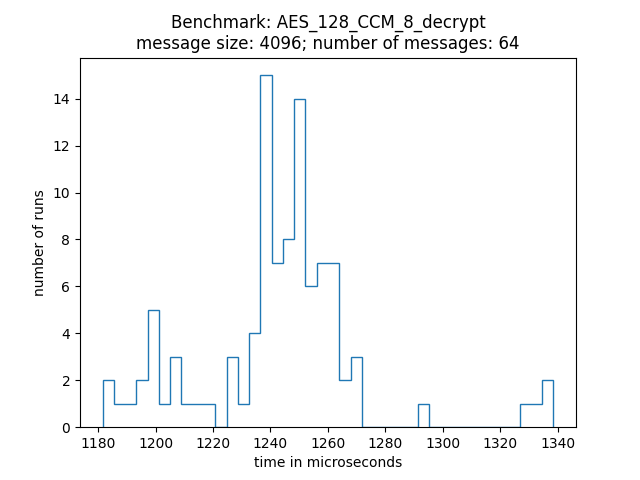 Benchmark: AES_128_CCM_8_decrypt
message size: 4096; number of messages: 64
number of runs
14
12
10
8
6
4
2
0
1180 1200 1220 1240 1260 1280 1300 1320 1340
time in microseconds